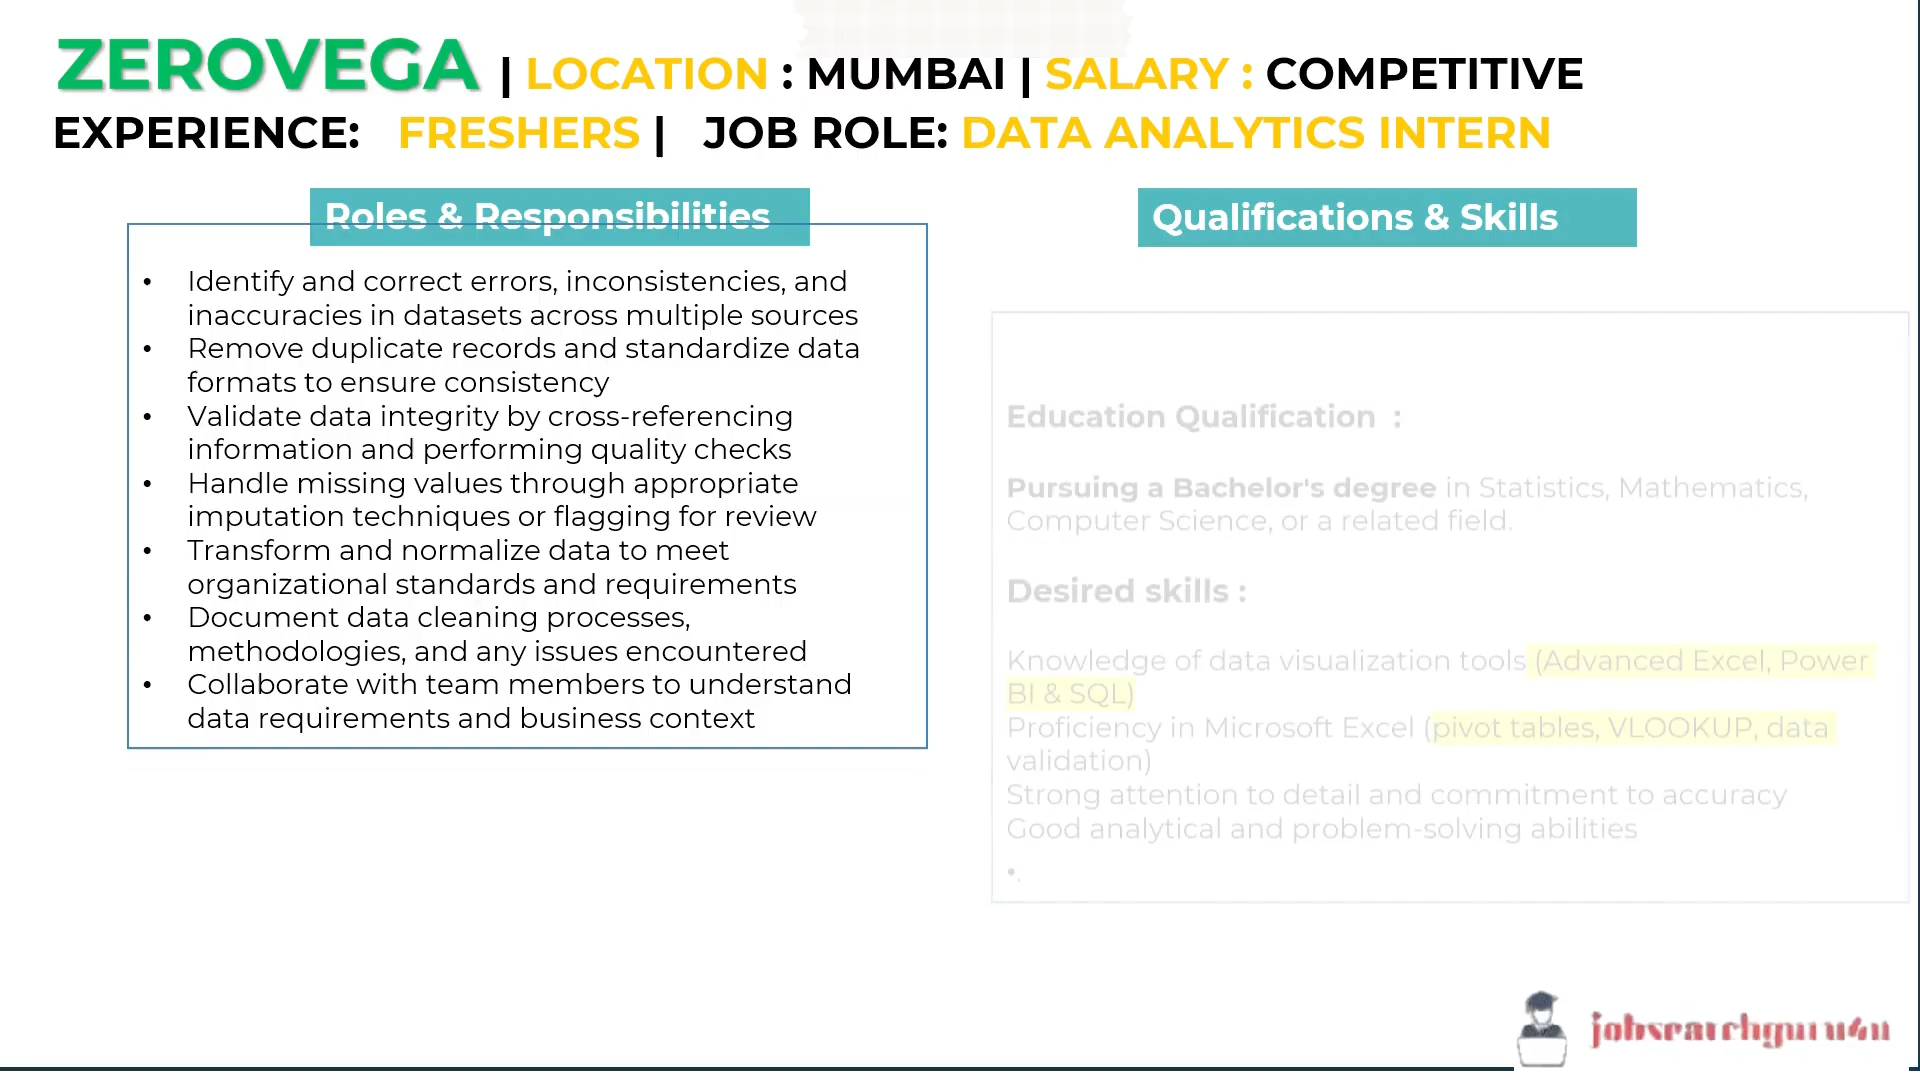 ZEROVEGA | LOCATION : MUMBAI | SALARY : COMPETITIVE
EXPERIENCE: FRESHERS | JOB ROLE: DATA ANALYTICS INTERN
Roles & Responsibilities
• Identify and correct errors, inconsistencies, and
inaccuracies in datasets across multiple sources
• Remove duplicate records and standardize data
formats to ensure consistency
• Validate data integrity by cross-referencing
information and performing quality checks
• Handle missing values through appropriate
imputation techniques or flagging for review
• Transform and normalize data to meet
organizational standards and requirements
• Document data cleaning processes,
methodologies, and any issues encountered
• Collaborate with team members to understand
data requirements and business context
Qualifications & Skills
Education Qualification :
Pursuing a Bachelor's degree in Statistics, Mathematics,
Computer Science, or a related field.
Desired skills :
Knowledge of data visualization tools (Advanced Excel, Power
BI & SQL)
Proficiency in Microsoft Excel (pivot tables, VLOOKUP, data
validation)
Strong attention to detail and commitment to accuracy
Good analytical and problem-solving abilities
•.
jobsearchguru4u